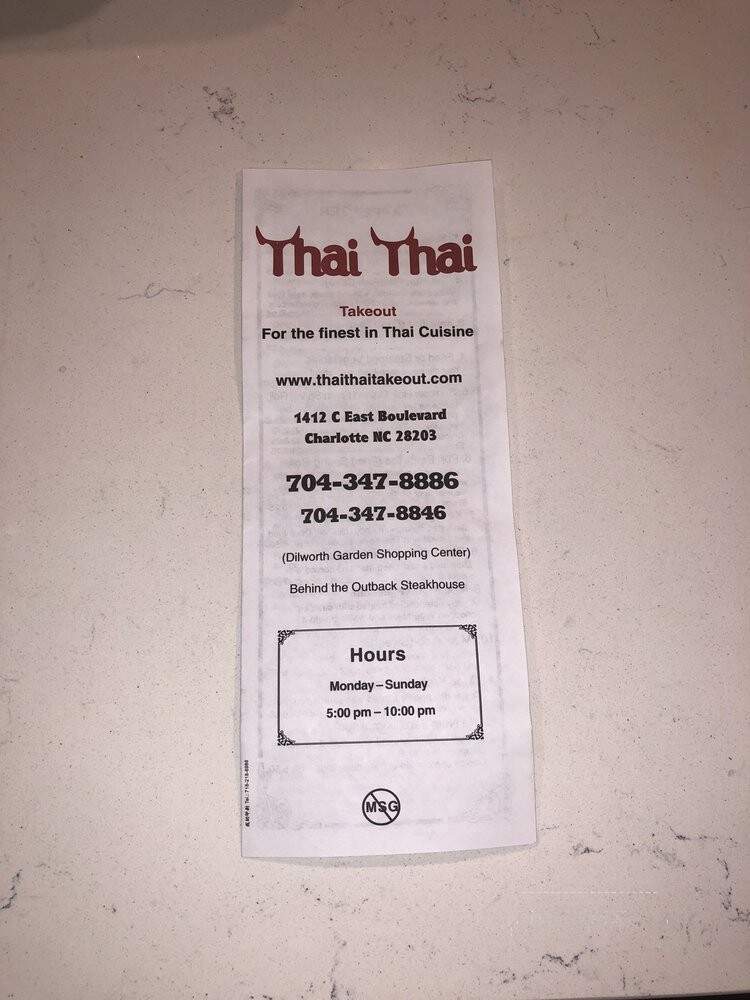 Thai Thai
Takeout
For the finest in Thai Cuisine
www.thaithaitakeout.com
1412 C East Boulevard
Charlotte NC 28203
704-347-8886
704-347-8846
(Dilworth Garden Shopping Center)
Behind the Outback Steakhouse
Hours
Monday–Sunday
5:00 pm – 10:00 pm
MSG